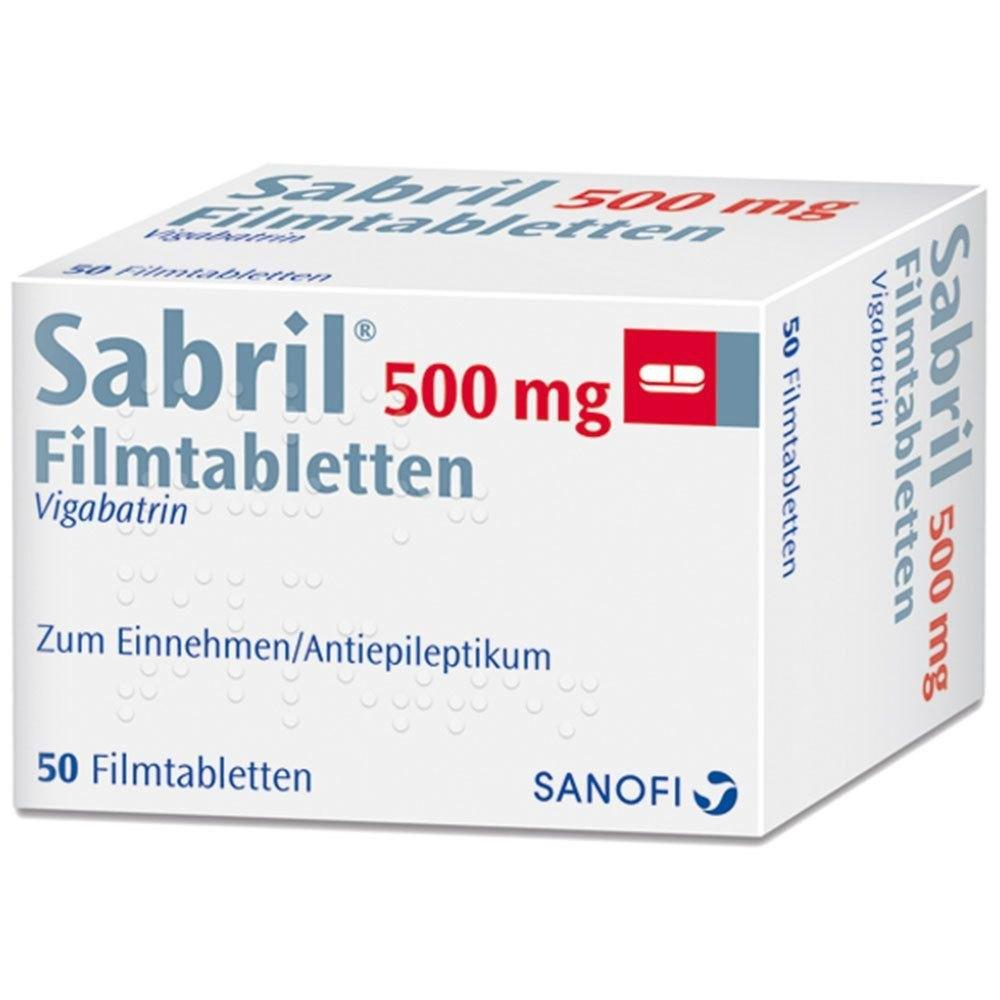 Sabril 500 mg
Filmtabletten
Vigabatrin
50 Filmtabletten
Sabril® 500 mg
Filmtabletten
Vigabatrin
Zum Einnehmen/Antiepileptikum
50 Filmtabletten
SANOFI
Sabril 500 mg
Filmtabletten
Vigabatrin
50 Filmtabletten